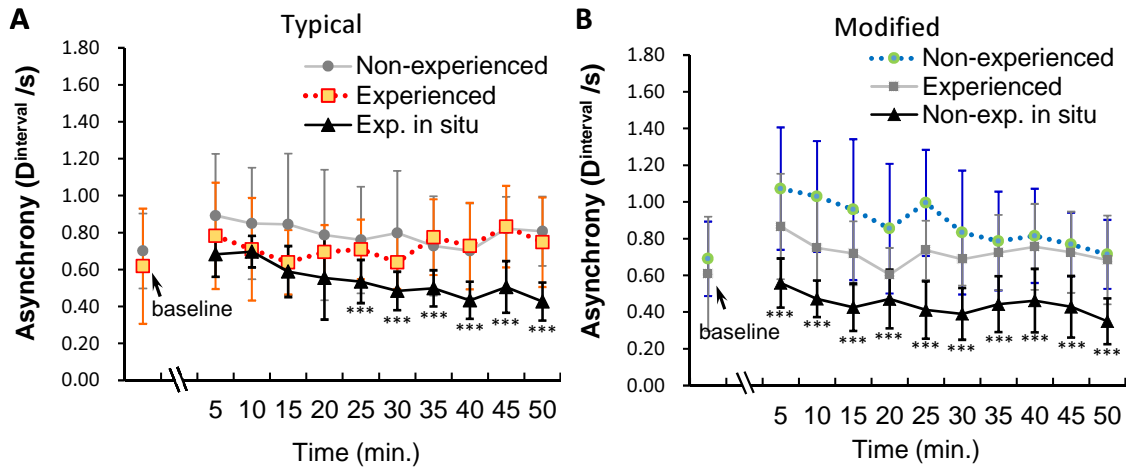 A
Typical
Asynchrony (D^interval /s)
1.80
1.60
1.40
1.20
1.00
0.80
0.60
0.40
0.20
0.00
Non-experienced
Experienced
Exp. in situ
baseline
*** *** *** *** *** ***
5 10 15 20 25 30 35 40 45 50
Time (min.)
B
Modified
Asynchrony (D^interval /s)
1.80
1.60
1.40
1.20
1.00
0.80
0.60
0.40
0.20
0.00
Non-experienced
Experienced
Non-exp. in situ
baseline
*** *** *** *** *** *** *** *** *** ***
5 10 15 20 25 30 35 40 45 50
Time (min.)